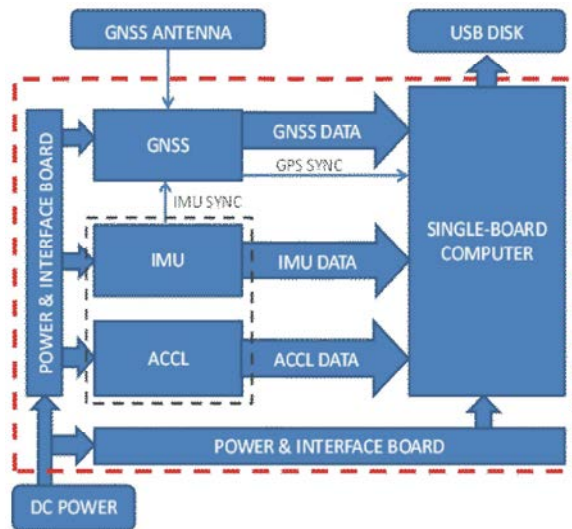 GNSS ANTENNA
USB DISK
POWER & INTERFACE BOARD
GNSS
GNSS DATA
GPS SYNC
IMU SYNC
IMU
IMU DATA
SINGLE-BOARD
COMPUTER
ACCL
ACCL DATA
POWER & INTERFACE BOARD
DC POWER